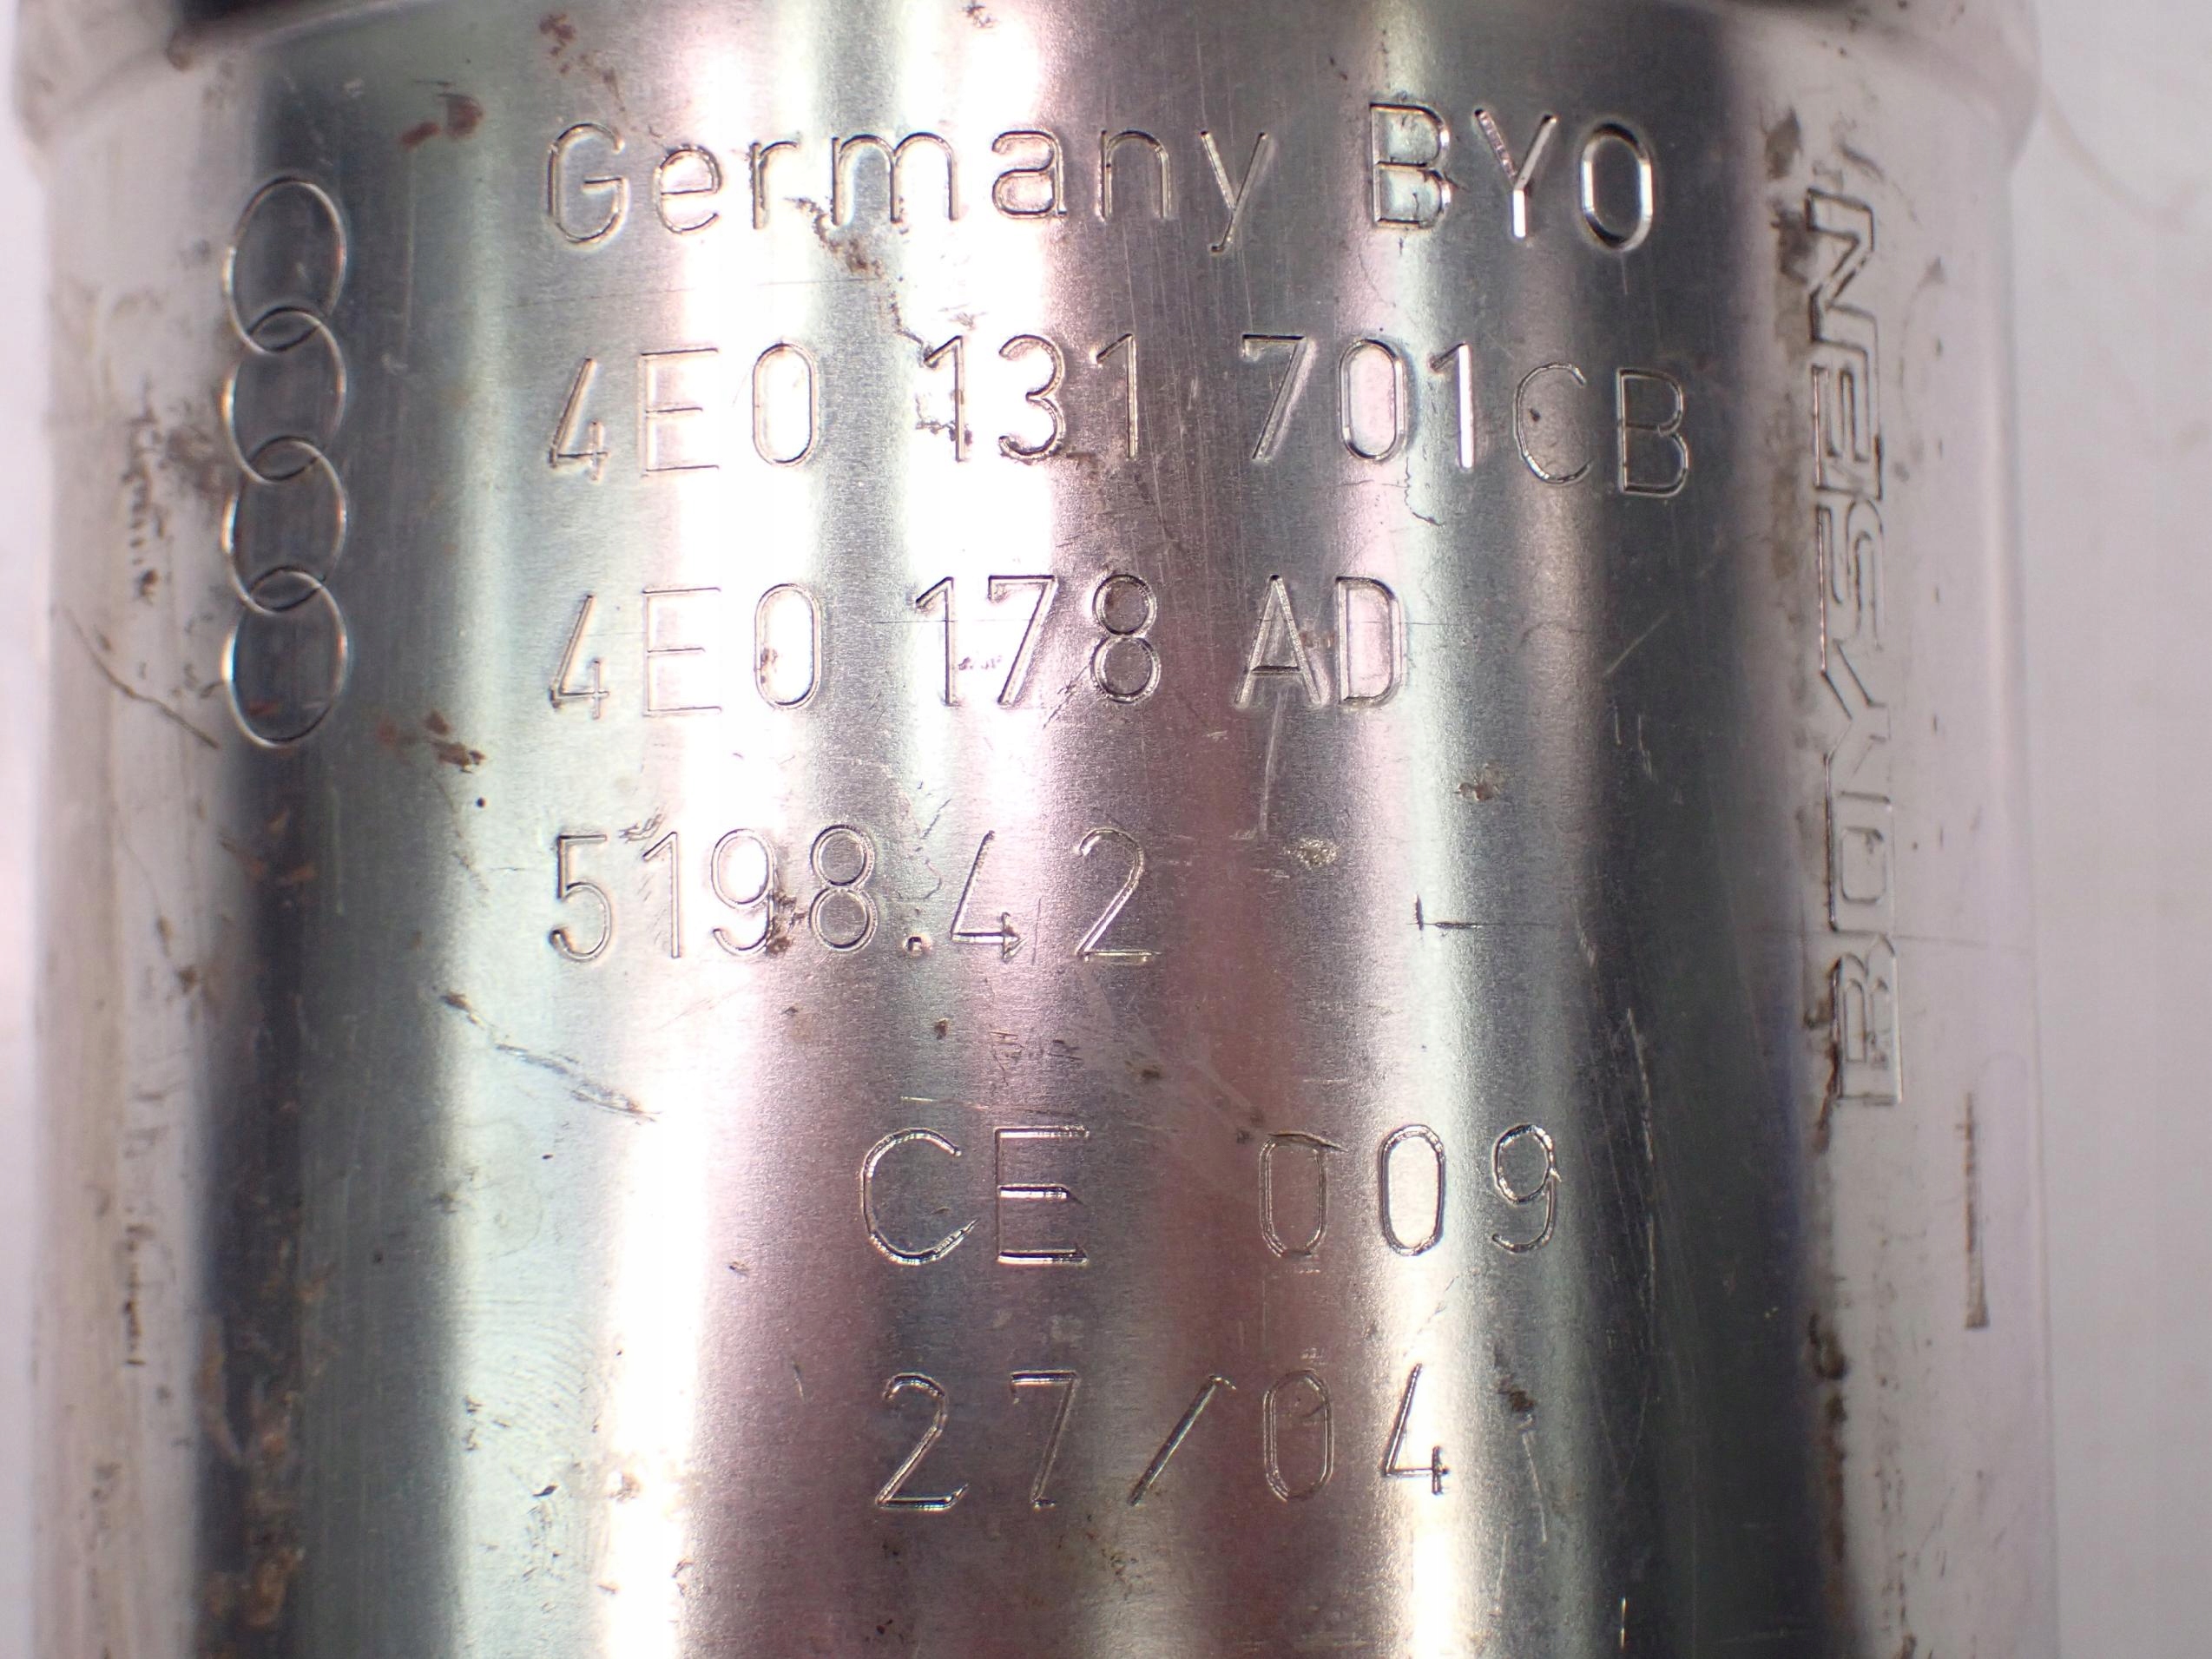 Germany BYO
4E0 131 701CB
4E0 178 AD
5198.42
CE 009
27/04
BOYSEN